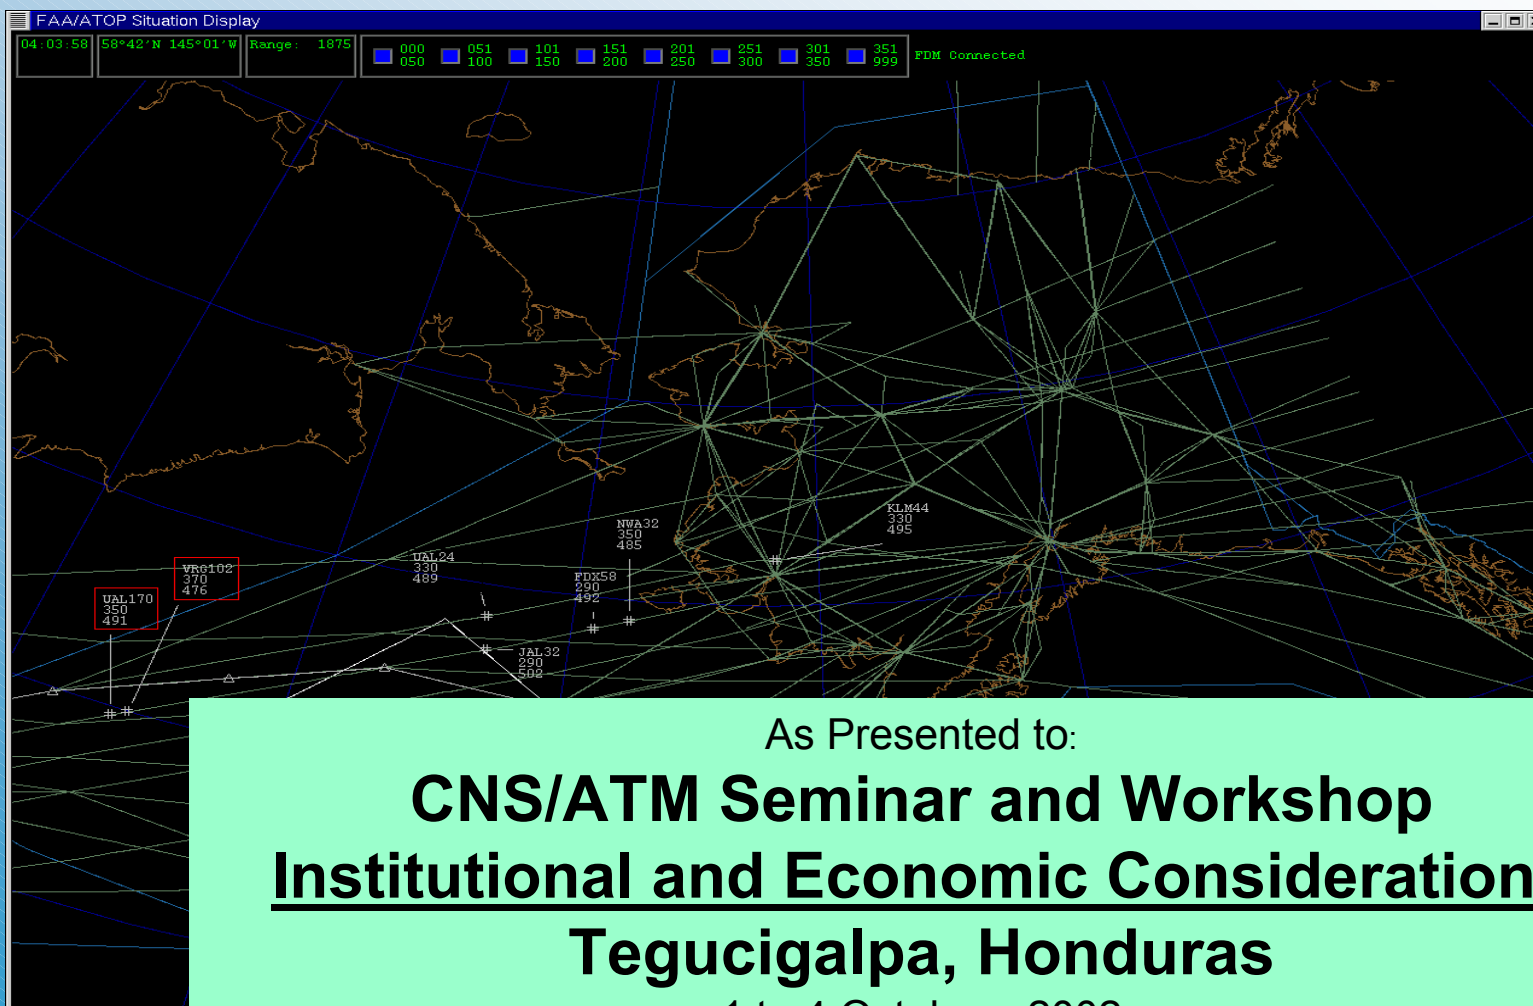 FAA/ATOP Situation Display
04:03:58 58°42'N 145°01'W Range: 1875 000 051 101 151 201 251 301 351 FDM Connected
050 100 150 200 250 300 350 999
KLM44
330
495
NWA32
350
485
UAL24
330
489
VRG102
370
476
FDX58
290
492
UAL170
350
491
JAL32
290
502
As Presented to:
CNS/ATM Seminar and Workshop
Institutional and Economic Consideration
Tegucigalpa, Honduras